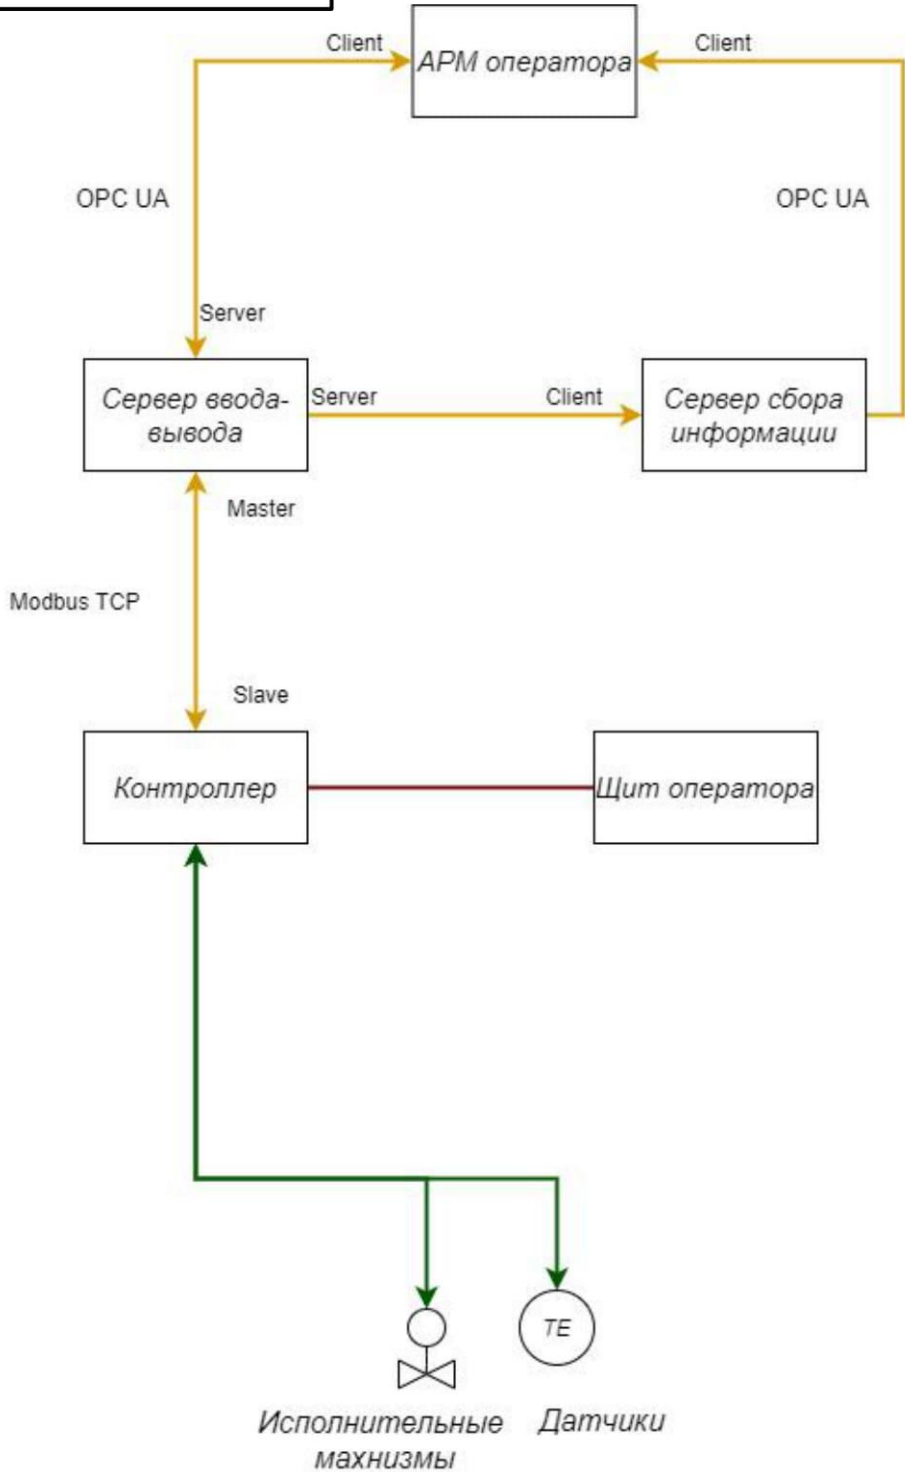 Client
АРМ оператора
Client
OPC UA
OPC UA
Server
Сервер ввода-
вывода
Server
Client
Сервер сбора
информации
Master
Modbus TCP
Slave
Контроллер
Щит оператора
TE
Исполнительные
махнизмы
Датчики